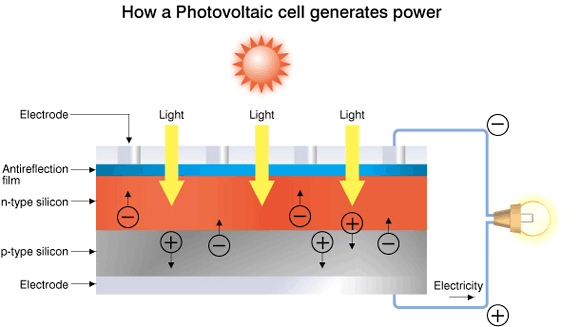 How a Photovoltaic cell generates power
Electrode
Light
Light
Light
Antireflection
film
n-type silicon
p-type silicon
Electrode
Electricity
−
+
−
−
−
−
+
+
+